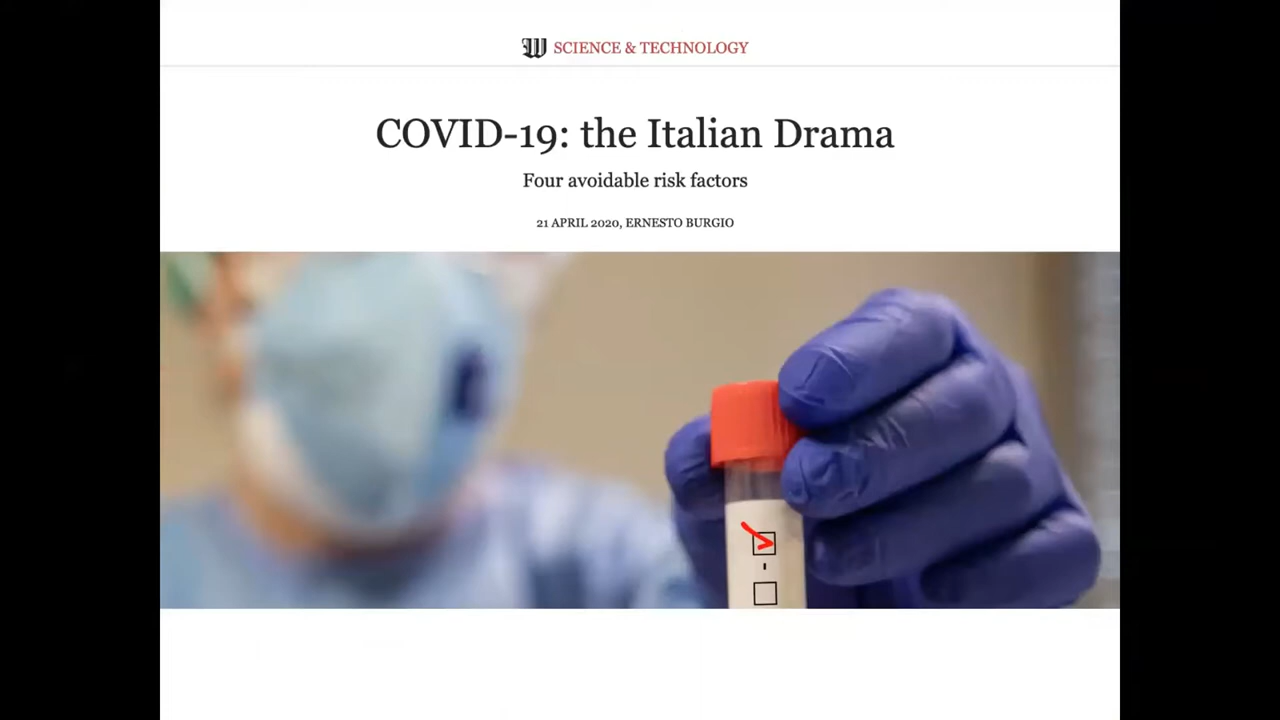 W SCIENCE & TECHNOLOGY
COVID-19: the Italian Drama
Four avoidable risk factors
21 APRIL 2020, ERNESTO BURGIO